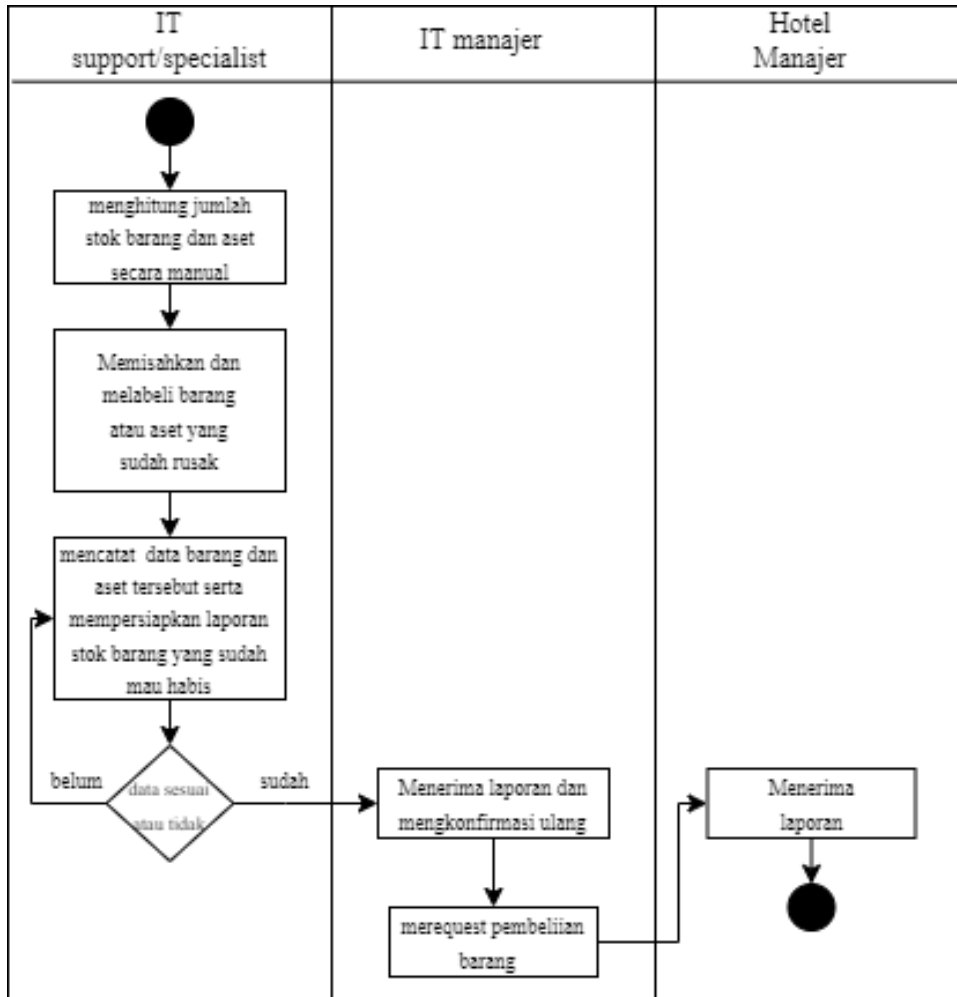 IT
support/specialist
IT manajer
Hotel
Manajer
menghitung jumlah
stok barang dan aset
secara manual
Memisahkan dan
melabeli barang
atau aset yang
sudah rusak
mencatat data barang dan
aset tersebut serta
mempersiapkan laporan
stok barang yang sudah
mau habis
belum
data sesuai
atau tidak
sudah
Menerima laporan dan
mengkonfirmasi ulang
merequest pembeliian
barang
Menerima
laporan